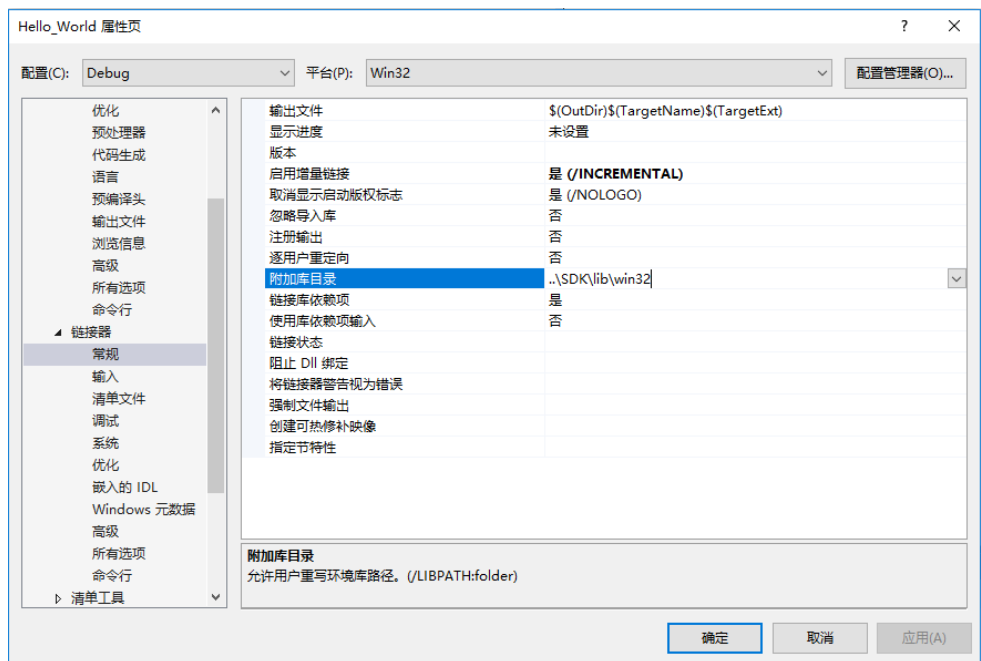 Hello_World 属性页 ?
配置(C): Debug 平台(P): Win32 配置管理器(O)...
优化
预处理器
代码生成
语言
预编译头
输出文件
浏览信息
高级
所有选项
命令行
链接器
常规
输入
清单文件
调试
系统
优化
嵌入的 IDL
Windows 元数据
高级
所有选项
命令行
清单工具
输出文件 $(OutDir)$(TargetName)$(TargetExt)
显示进度 未设置
版本
启用增量链接 是 (/INCREMENTAL)
取消显示启动版权标志 是 (/NOLOGO)
忽略导入库 否
注册输出 否
逐用户重定向 否
附加库目录 ..\SDK\lib\win32
链接库依赖项 是
使用库依赖项输入 否
链接状态
阻止 Dll 绑定
将链接器警告视为错误
强制文件输出
创建可热修补映像
指定节特性
附加库目录
允许用户重写环境库路径。(/LIBPATH:folder)
确定 取消 应用(A)